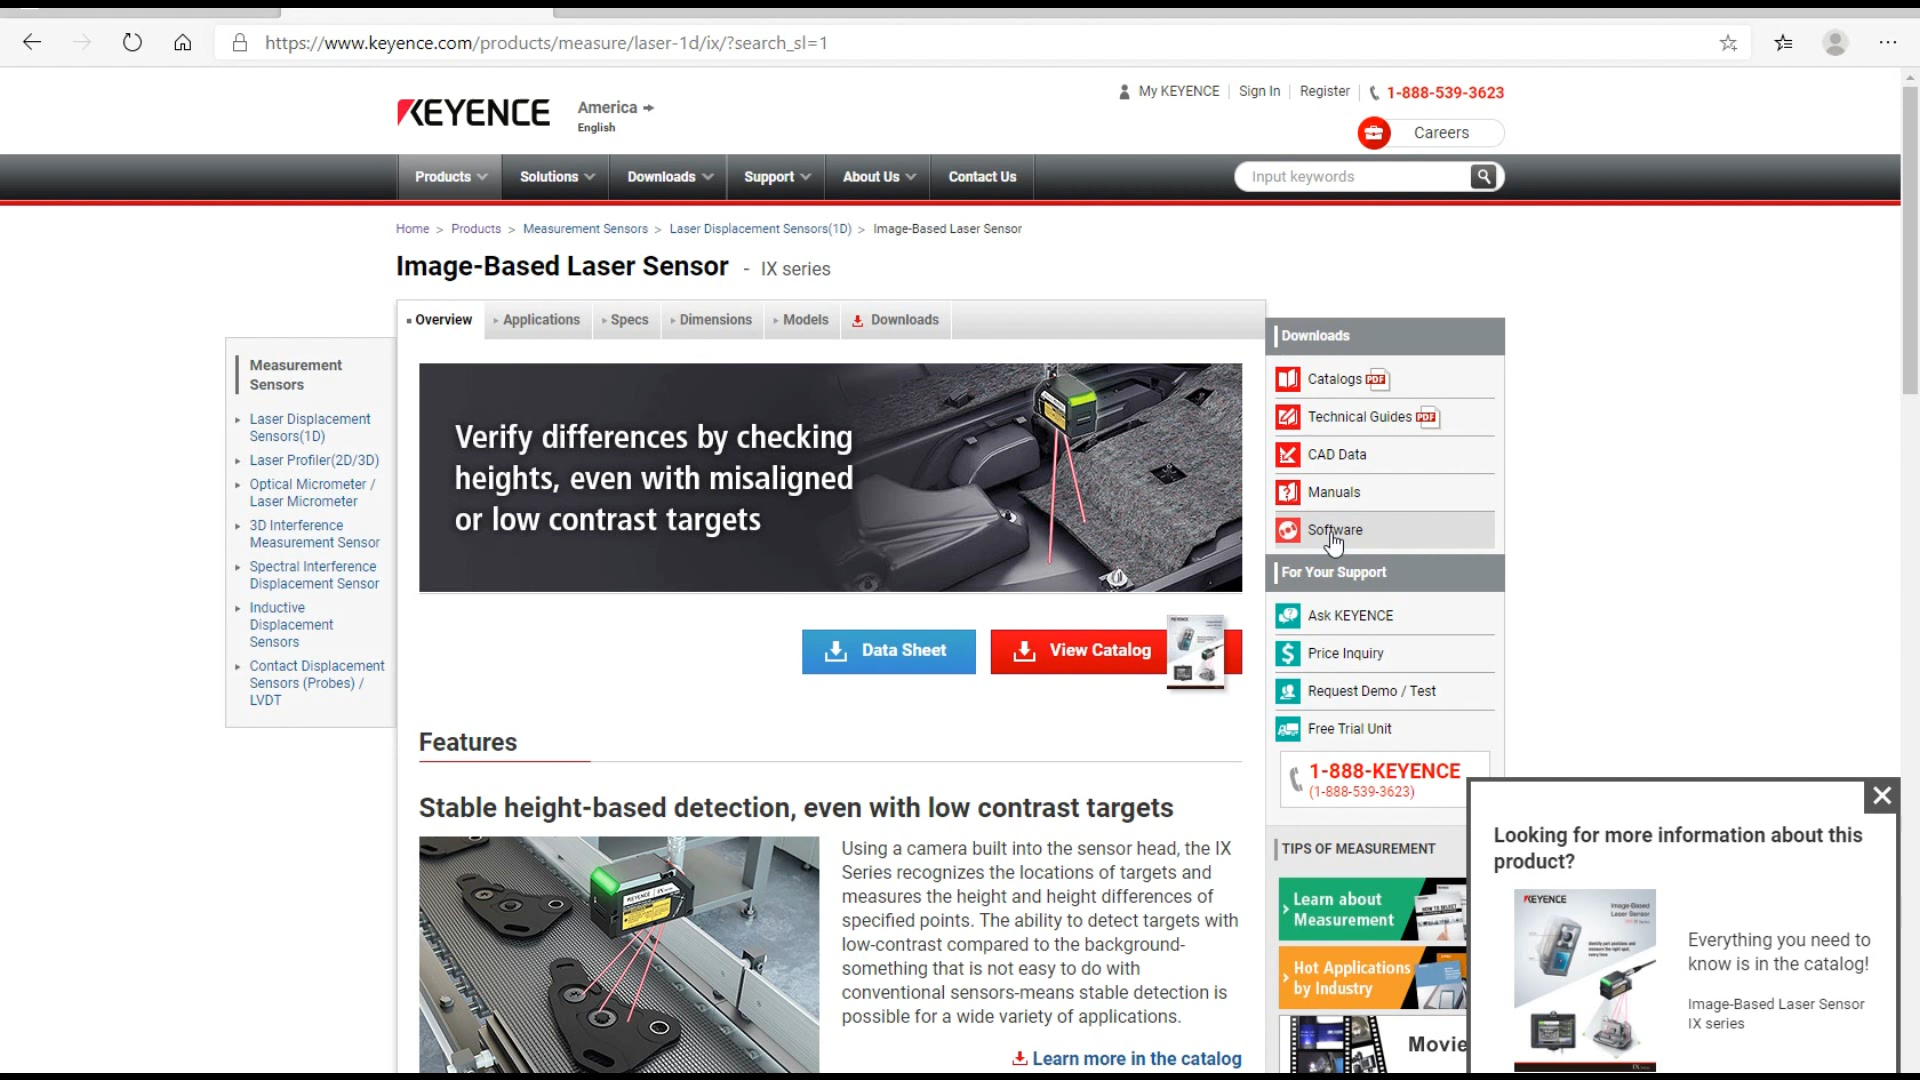 https://www.keyence.com/products/measure/laser-1d/ix/?search_sl=1
My KEYENCE
Sign In
Register
1-888-539-3623
KEYENCE
America
English
Careers
Products
Solutions
Downloads
Support
About Us
Contact Us
Input keywords
Home > Products > Measurement Sensors > Laser Displacement Sensors(1D) > Image-Based Laser Sensor
Image-Based Laser Sensor - IX series
Overview
Applications
Specs
Dimensions
Models
Downloads
Measurement
Sensors
Laser Displacement
Sensors(1D)
Laser Profiler(2D/3D)
Optical Micrometer /
Laser Micrometer
3D Interference
Measurement Sensor
Spectral Interference
Displacement Sensor
Inductive
Displacement
Sensors
Contact Displacement
Sensors (Probes) /
LVDT
Verify differences by checking
heights, even with misaligned
or low contrast targets
Data Sheet
View Catalog
Features
Stable height-based detection, even with low contrast targets
KEYENCE
Using a camera built into the sensor head, the IX
Series recognizes the locations of targets and
measures the height and height differences of
specified points. The ability to detect targets with
low-contrast compared to the background-
something that is not easy to do with
conventional sensors-means stable detection is
possible for a wide variety of applications.
Learn more in the catalog
Downloads
Catalogs PDF
Technical Guides PDF
CAD Data
Manuals
Software
For Your Support
Ask KEYENCE
Price Inquiry
Request Demo / Test
Free Trial Unit
1-888-KEYENCE
(1-888-539-3623)
TIPS OF MEASUREMENT
Learn about
Measurement
Hot Applications
by Industry
Movie
Looking for more information about this
product?
KEYENCE
Image-Based
Laser Sensor
Everything you need to
know is in the catalog!
Image-Based Laser Sensor
IX series